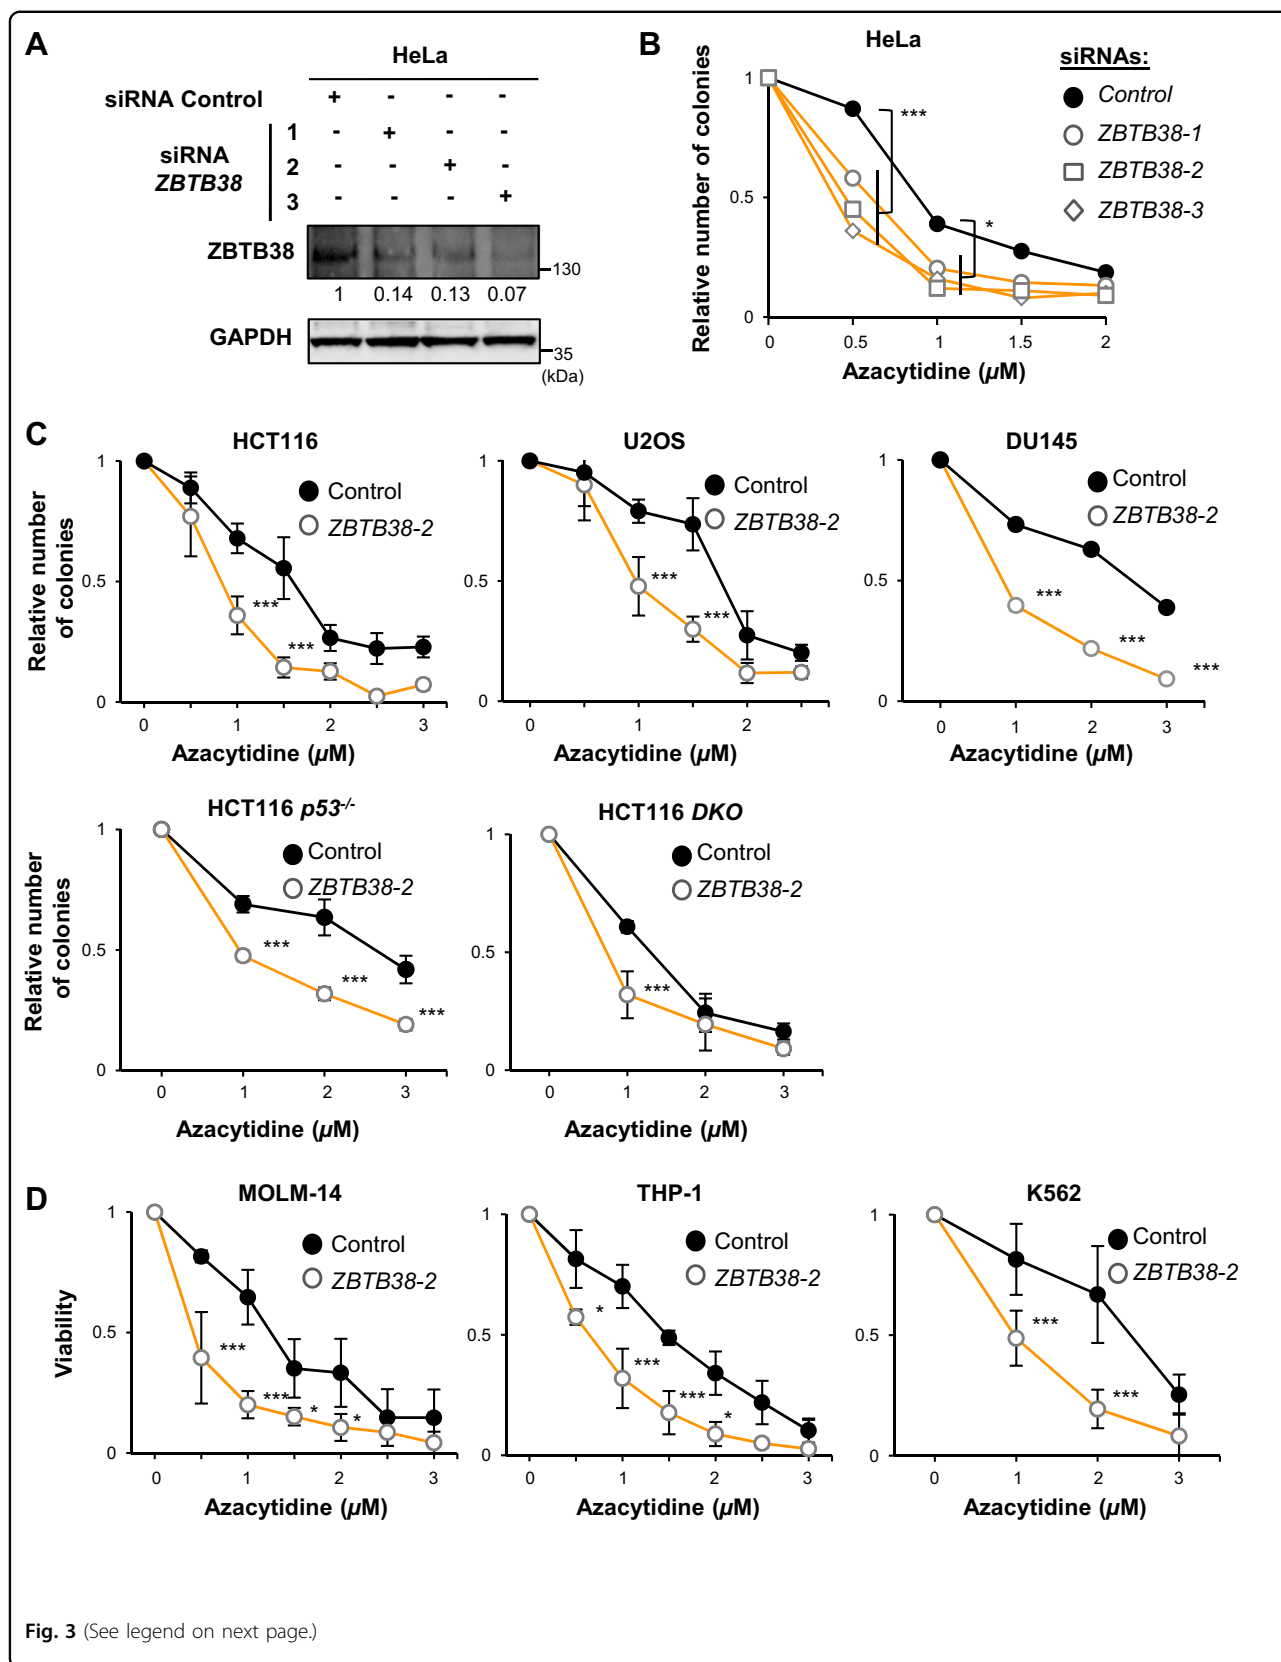 A
HeLa
siRNA Control + - - -
1 - + - -
siRNA ZBTB38
2 - - + -
3 - - - +
ZBTB38
130
1 0.14 0.13 0.07
GAPDH
35
(kDa)
B
HeLa
siRNAs:
Control
ZBTB38-1
ZBTB38-2
ZBTB38-3
Relative number of colonies
1
0.5
0
***
*
0 0.5 1 1.5 2
Azacytidine (µM)
C
HCT116
Relative number of colonies
1
0.5
0
Control
ZBTB38-2
***
***
0 1 2 3
Azacytidine (µM)
U2OS
1
0.5
0
Control
ZBTB38-2
***
***
0 1 2
Azacytidine (µM)
DU145
1
0.5
0
Control
ZBTB38-2
***
***
***
0 1 2 3
Azacytidine (µM)
HCT116 p53-/-
Relative number of colonies
1
0.5
0
Control
ZBTB38-2
***
***
***
0 1 2 3
Azacytidine (µM)
HCT116 DKO
1
0.5
0
Control
ZBTB38-2
***
0 1 2 3
Azacytidine (µM)
D
MOLM-14
Viability
1
0.5
0
Control
ZBTB38-2
***
***
*
*
0 1 2 3
Azacytidine (µM)
THP-1
1
0.5
0
Control
ZBTB38-2
*
***
***
*
0 1 2 3
Azacytidine (µM)
K562
1
0.5
0
Control
ZBTB38-2
***
***
0 1 2 3
Azacytidine (µM)
Fig. 3 (See legend on next page.)